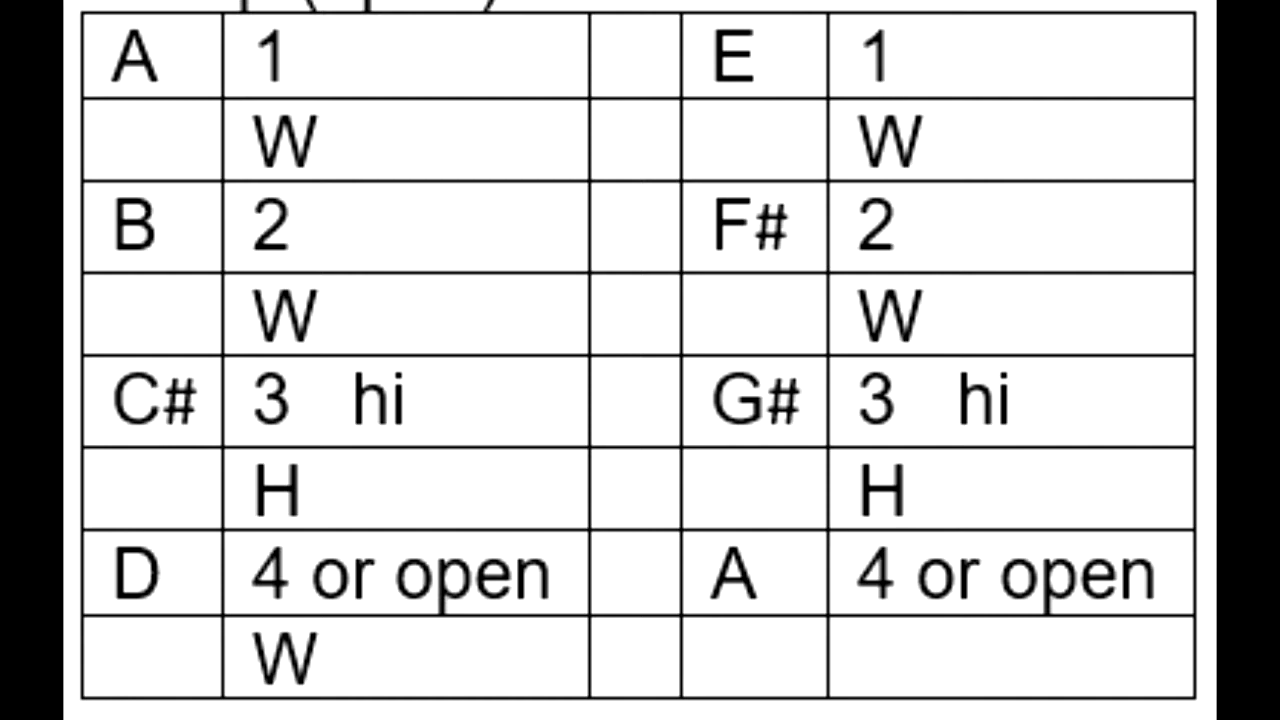 A 1 E 1
W W
B 2 F# 2
W W
C# 3 hi G# 3 hi
H H
D 4 or open A 4 or open
W